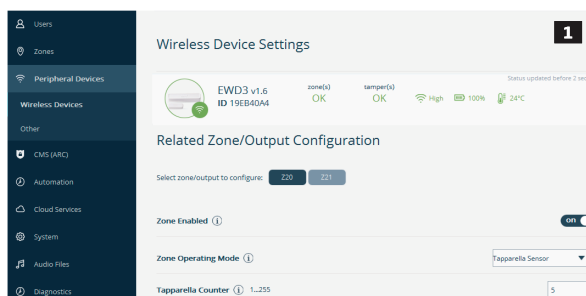 Users
1
Wireless Device Settings
Zones
Peripheral Devices
Status updated before 2 sec
EWD3 v1.6
ID 19EB40A4
zone(s)
OK
tamper(s)
OK
High
100%
24°C
Wireless Devices
Other
Related Zone/Output Configuration
CMS (ARC)
Select zone/output to configure: Z20 Z21
Automation
Cloud Services
Zone Enabled i on
System
Zone Operating Mode i Tapparella Sensor
Audio Files
Tapparella Counter i 1...255 5
Diagnostics